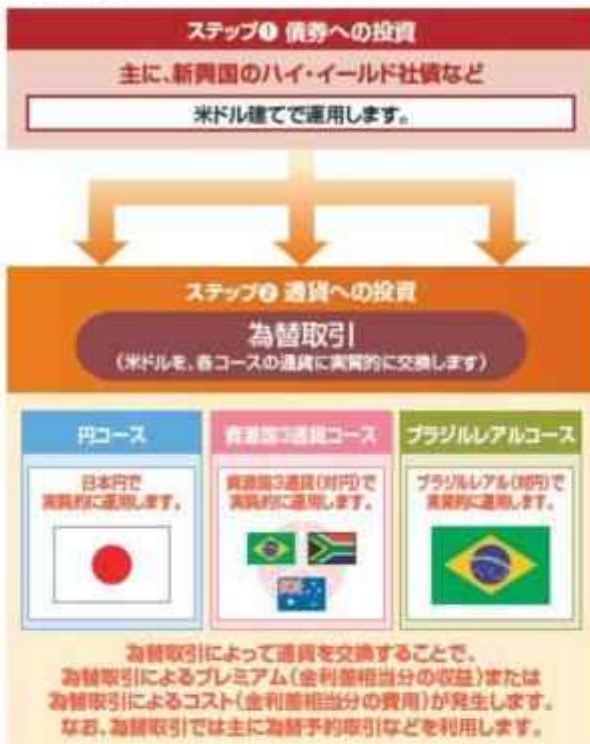 ステップ❶ 債券への投資
主に、新興国のハイ・イールド社債など
米ドル建てで運用します。
ステップ❷ 通貨への投資
為替取引
(米ドルを、各コースの通貨に実質的に交換します)
円コース
資源国3通貨コース
ブラジルレアルコース
日本円で
実質的に運用します。
資源国3通貨(対円)で
実質的に運用します。
ブラジルレアル(対円)で
実質的に運用します。
為替取引によって通貨を交換することで、
為替取引によるプレミアム(金利差相当分の収益)または
為替取引によるコスト(金利差相当分の費用)が発生します。
なお、為替取引では主に為替予約取引などを利用します。